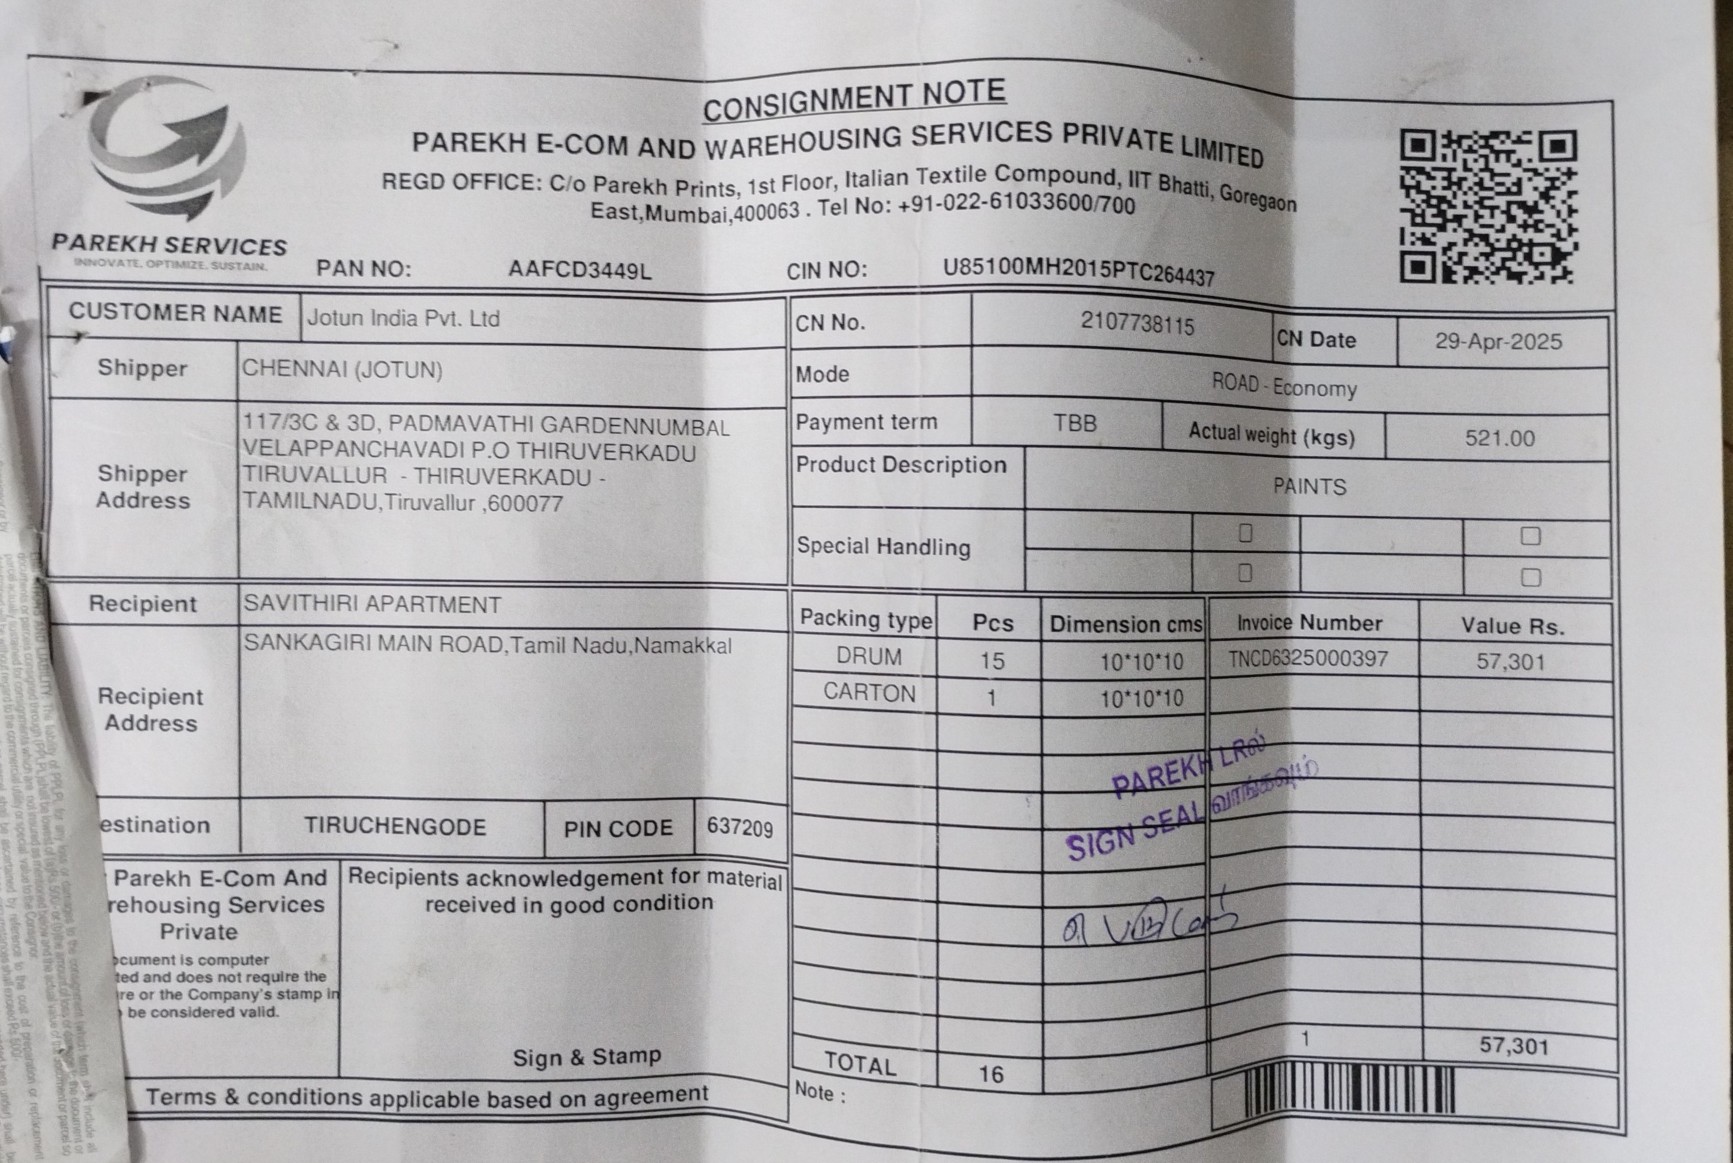 CONSIGNMENT NOTE
PAREKH E-COM AND WAREHOUSING SERVICES PRIVATE LIMITED
REGD OFFICE: C/o Parekh Prints, 1st Floor, Italian Textile Compound, IIT Bhatti, Goregaon
East,Mumbai,400063 . Tel No: +91-022-61033600/700
PAREKH SERVICES
INNOVATE. OPTIMIZE. SUSTAIN.
PAN NO: AAFCD3449L CIN NO: U85100MH2015PTC264437
CUSTOMER NAME Jotun India Pvt. Ltd
CN No. 2107738115 CN Date 29-Apr-2025
Shipper CHENNAI (JOTUN)
Mode ROAD - Economy
Shipper Address
117/3C & 3D, PADMAVATHI GARDENNUMBAL
VELAPPANCHAVADI P.O THIRUVERKADU
TIRUVALLUR - THIRUVERKADU -
TAMILNADU,Tiruvallur ,600077
Payment term TBB Actual weight (kgs) 521.00
Product Description PAINTS
Special Handling
Recipient SAVITHIRI APARTMENT
Recipient Address
SANKAGIRI MAIN ROAD,Tamil Nadu,Namakkal
Packing type Pcs Dimension cms Invoice Number Value Rs.
DRUM 15 10*10*10 TNCD6325000397 57,301
CARTON 1 10*10*10
PAREKH LRல்
SIGN SEAL வாங்கவும்
estination TIRUCHENGODE PIN CODE 637209
Parekh E-Com And
rehousing Services
Private
ocument is computer
ted and does not require the
re or the Company's stamp in
be considered valid.
Recipients acknowledgement for material
received in good condition
Sign & Stamp
1 57,301
TOTAL 16
Note :
Terms & conditions applicable based on agreement